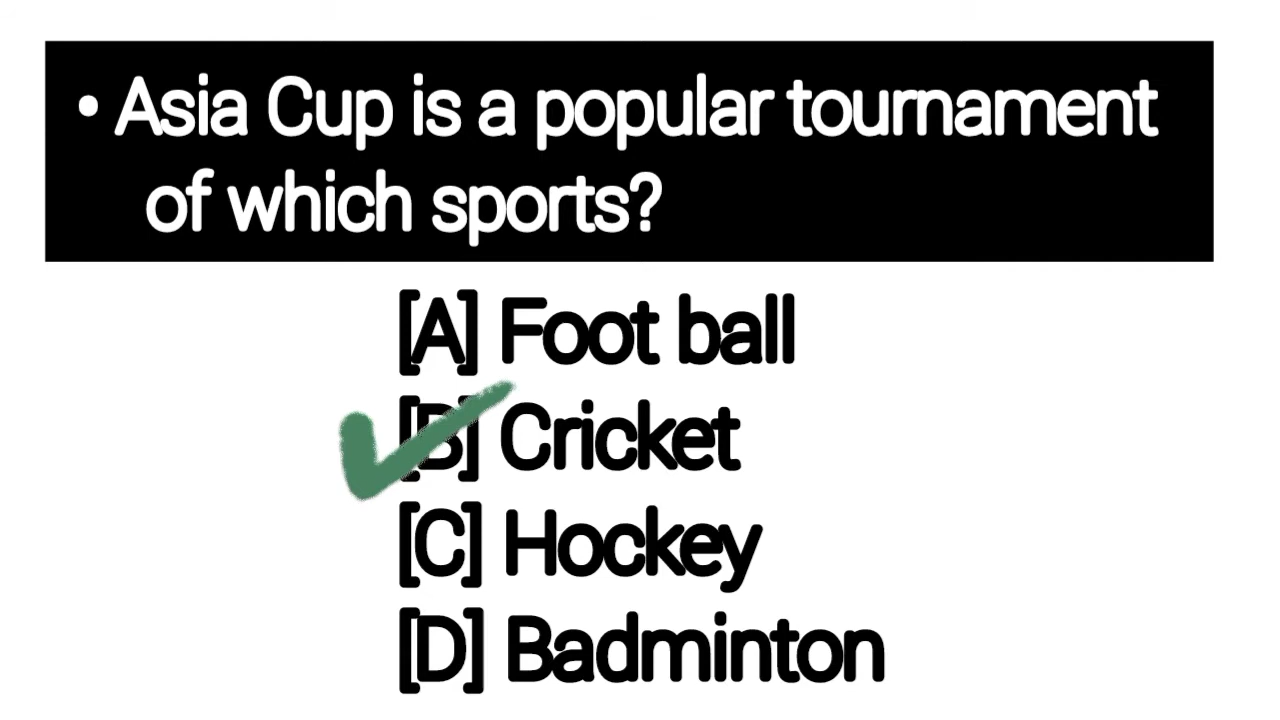 • Asia Cup is a popular tournament
of which sports?
[A] Foot ball
[B] Cricket
[C] Hockey
[D] Badminton